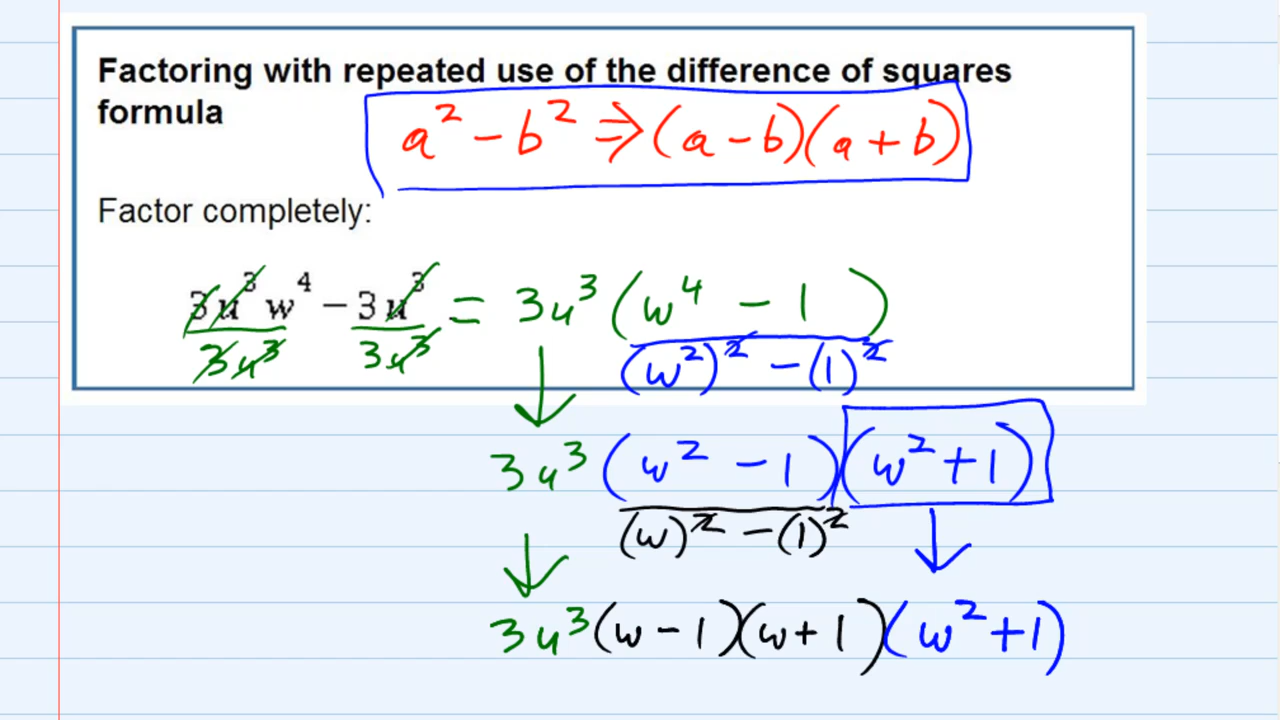 Factoring with repeated use of the difference of squares
formula
a² - b² ⇒ (a - b)(a + b)
Factor completely:
3u³w⁴ - 3u³ = 3u³(w⁴ - 1)
3u³ 3u³ (w²)² - (1)²
3u³(w² - 1)(w² + 1)
(w)² - (1)²
3u³(w - 1)(w + 1)(w² + 1)